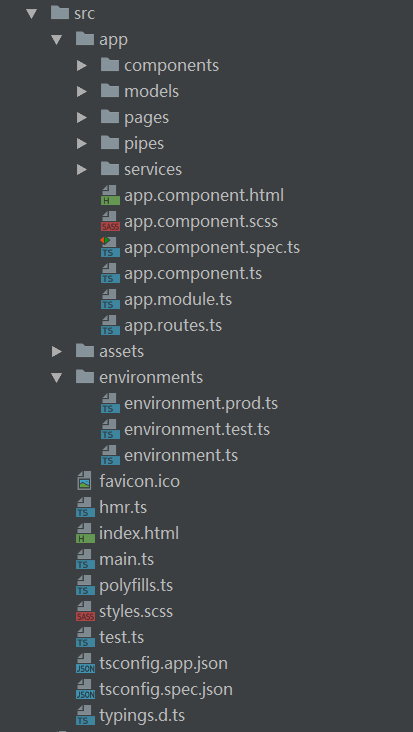 src
app
components
models
pages
pipes
services
app.component.html
app.component.scss
app.component.spec.ts
app.component.ts
app.module.ts
app.routes.ts
assets
environments
environment.prod.ts
environment.test.ts
environment.ts
favicon.ico
hmr.ts
index.html
main.ts
polyfills.ts
styles.scss
test.ts
tsconfig.app.json
tsconfig.spec.json
typings.d.ts